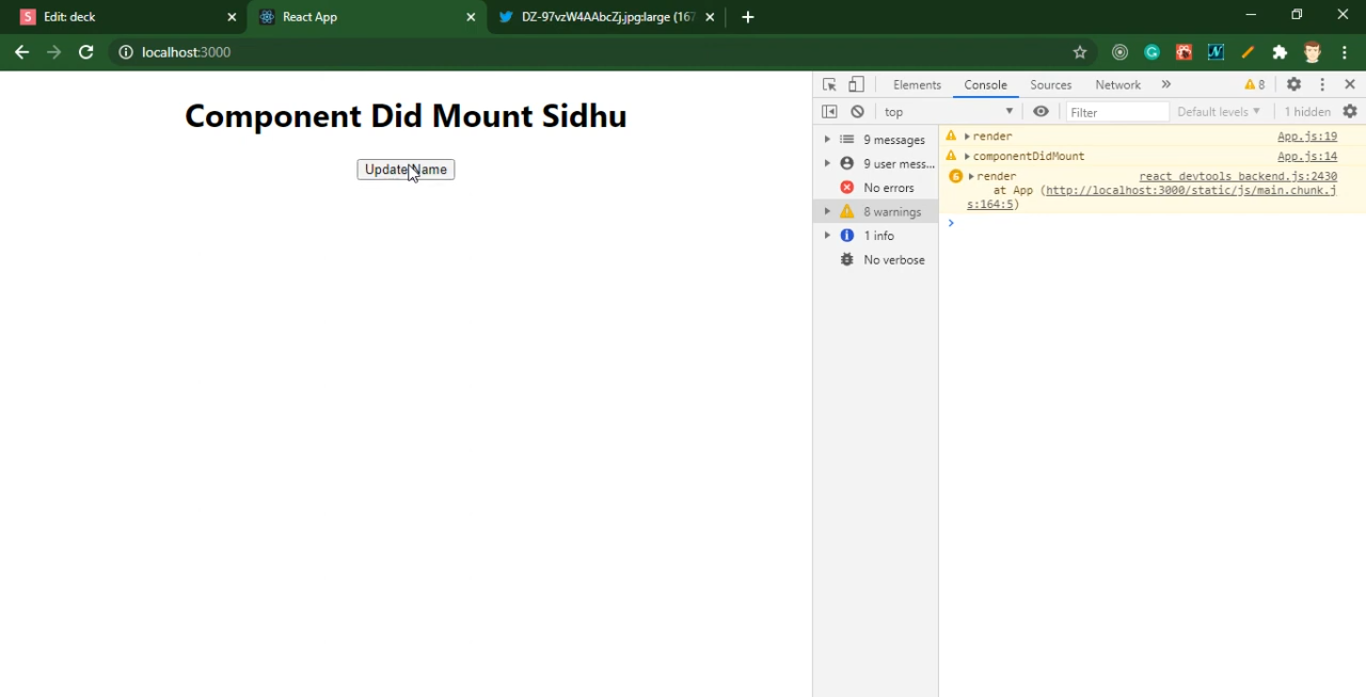 Edit: deck
React App
DZ-97vzW4AAbcZj.jpg:large (167
localhost:3000
Component Did Mount Sidhu
Update Name
Elements Console Sources Network » 8
top Filter Default levels ▼ 1 hidden
9 messages
9 user mess...
No errors
8 warnings
1 info
No verbose
render App.js:19
componentDidMount App.js:14
6 render react devtools backend.js:2430
at App (http://localhost:3000/static/js/main.chunk.j
s:164:5)